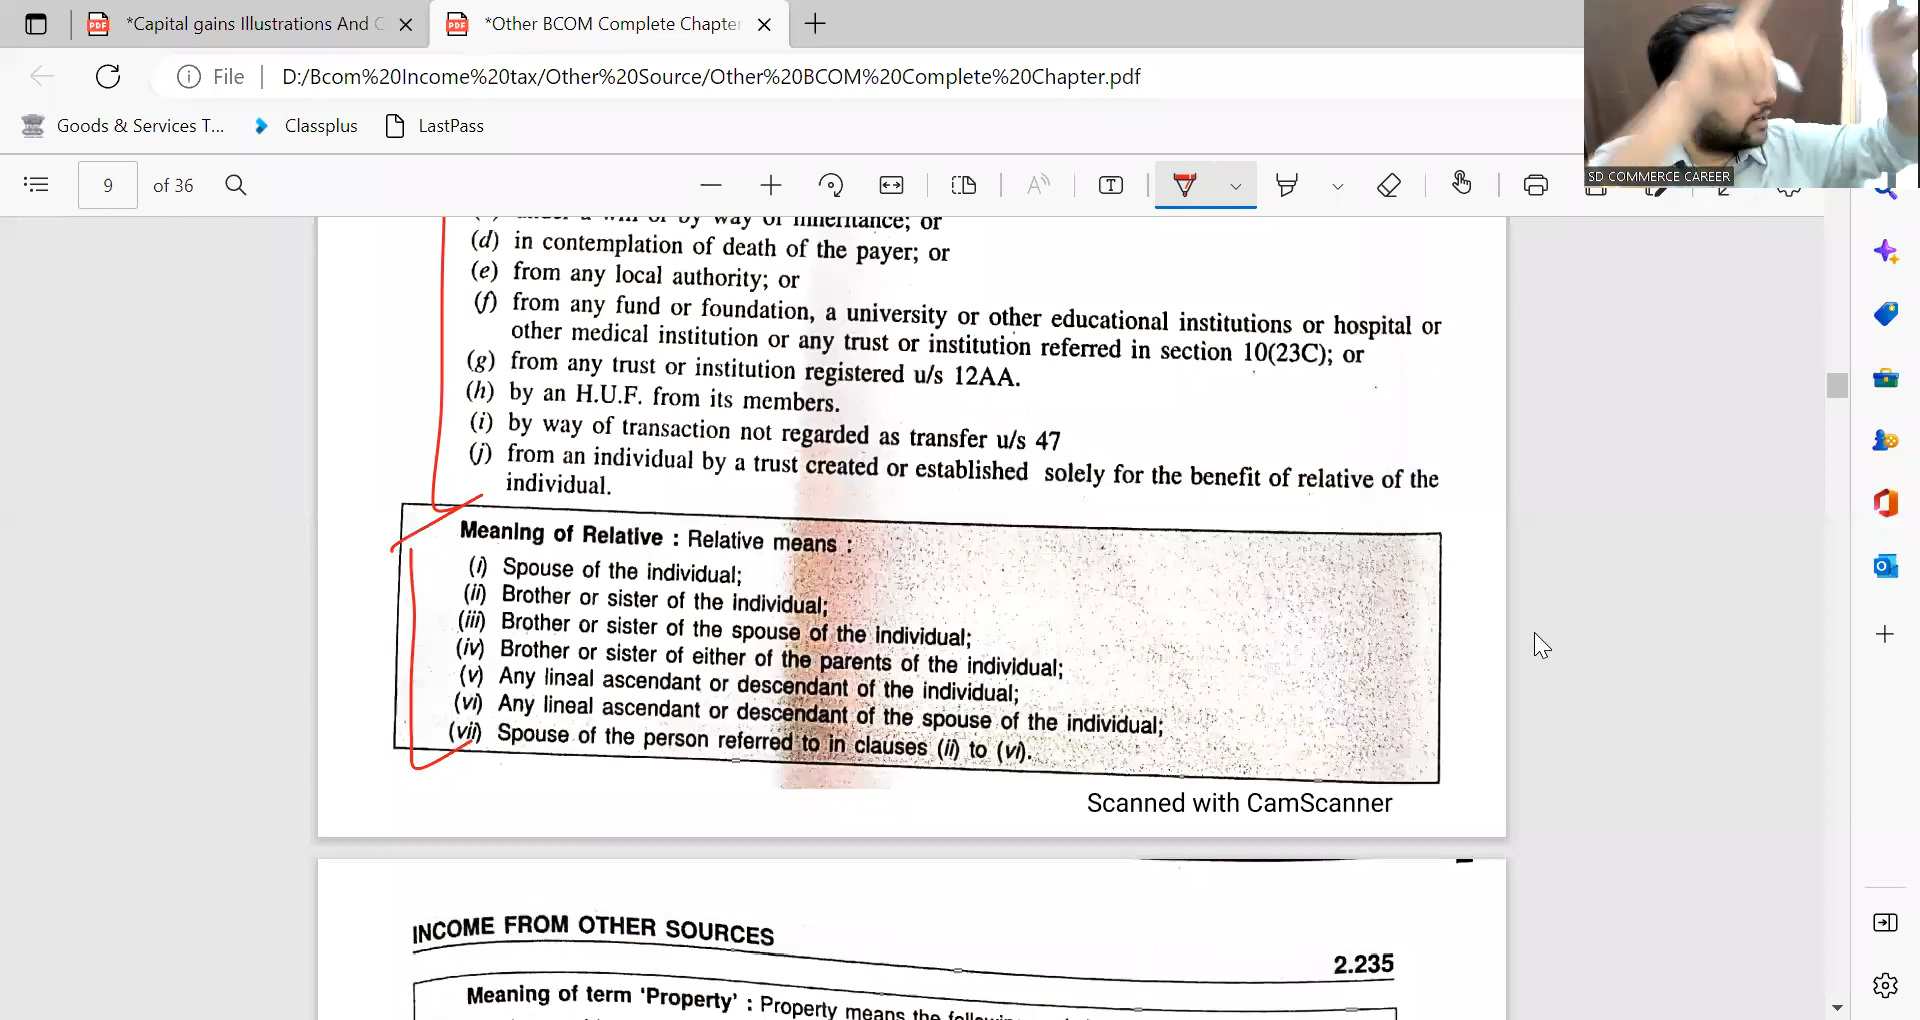 *Capital gains Illustrations And C
*Other BCOM Complete Chapter
File
D:/Bcom%20Income%20tax/Other%20Source/Other%20BCOM%20Complete%20Chapter.pdf
Goods & Services T...
Classplus
LastPass
9 of 36
SD COMMERCE CAREER
under a will or by way of inheritance; or
(d) in contemplation of death of the payer; or
(e) from any local authority; or
(f) from any fund or foundation, a university or other educational institutions or hospital or
other medical institution or any trust or institution referred in section 10(23C); or
(g) from any trust or institution registered u/s 12AA.
(h) by an H.U.F. from its members.
(i) by way of transaction not regarded as transfer u/s 47
(j) from an individual by a trust created or established solely for the benefit of relative of the
individual.
Meaning of Relative : Relative means :
(i) Spouse of the individual;
(ii) Brother or sister of the individual;
(iii) Brother or sister of the spouse of the individual;
(iv) Brother or sister of either of the parents of the individual;
(v) Any lineal ascendant or descendant of the individual;
(vi) Any lineal ascendant or descendant of the spouse of the individual;
(vii) Spouse of the person referred to in clauses (ii) to (vi).
Scanned with CamScanner
INCOME FROM OTHER SOURCES
2.235
Meaning of term 'Property' : Property means the